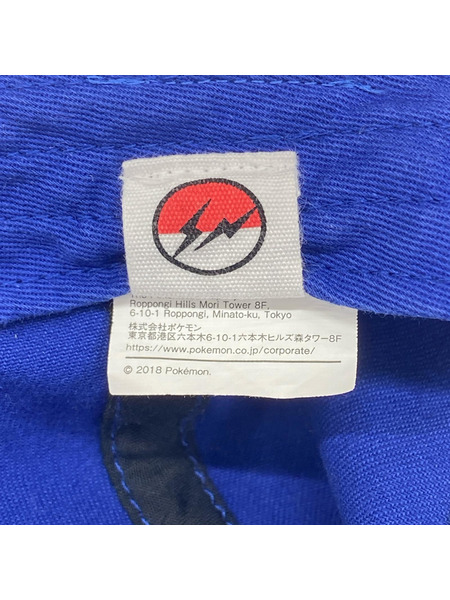 Roppongi Hills Mori Tower 8F,
6-10-1 Roppongi, Minato-ku, Tokyo
株式会社ポケモン
東京都港区六本木6-10-1六本木ヒルズ森タワー8F
https://www.pokemon.co.jp/corporate/
© 2018 Pokémon.